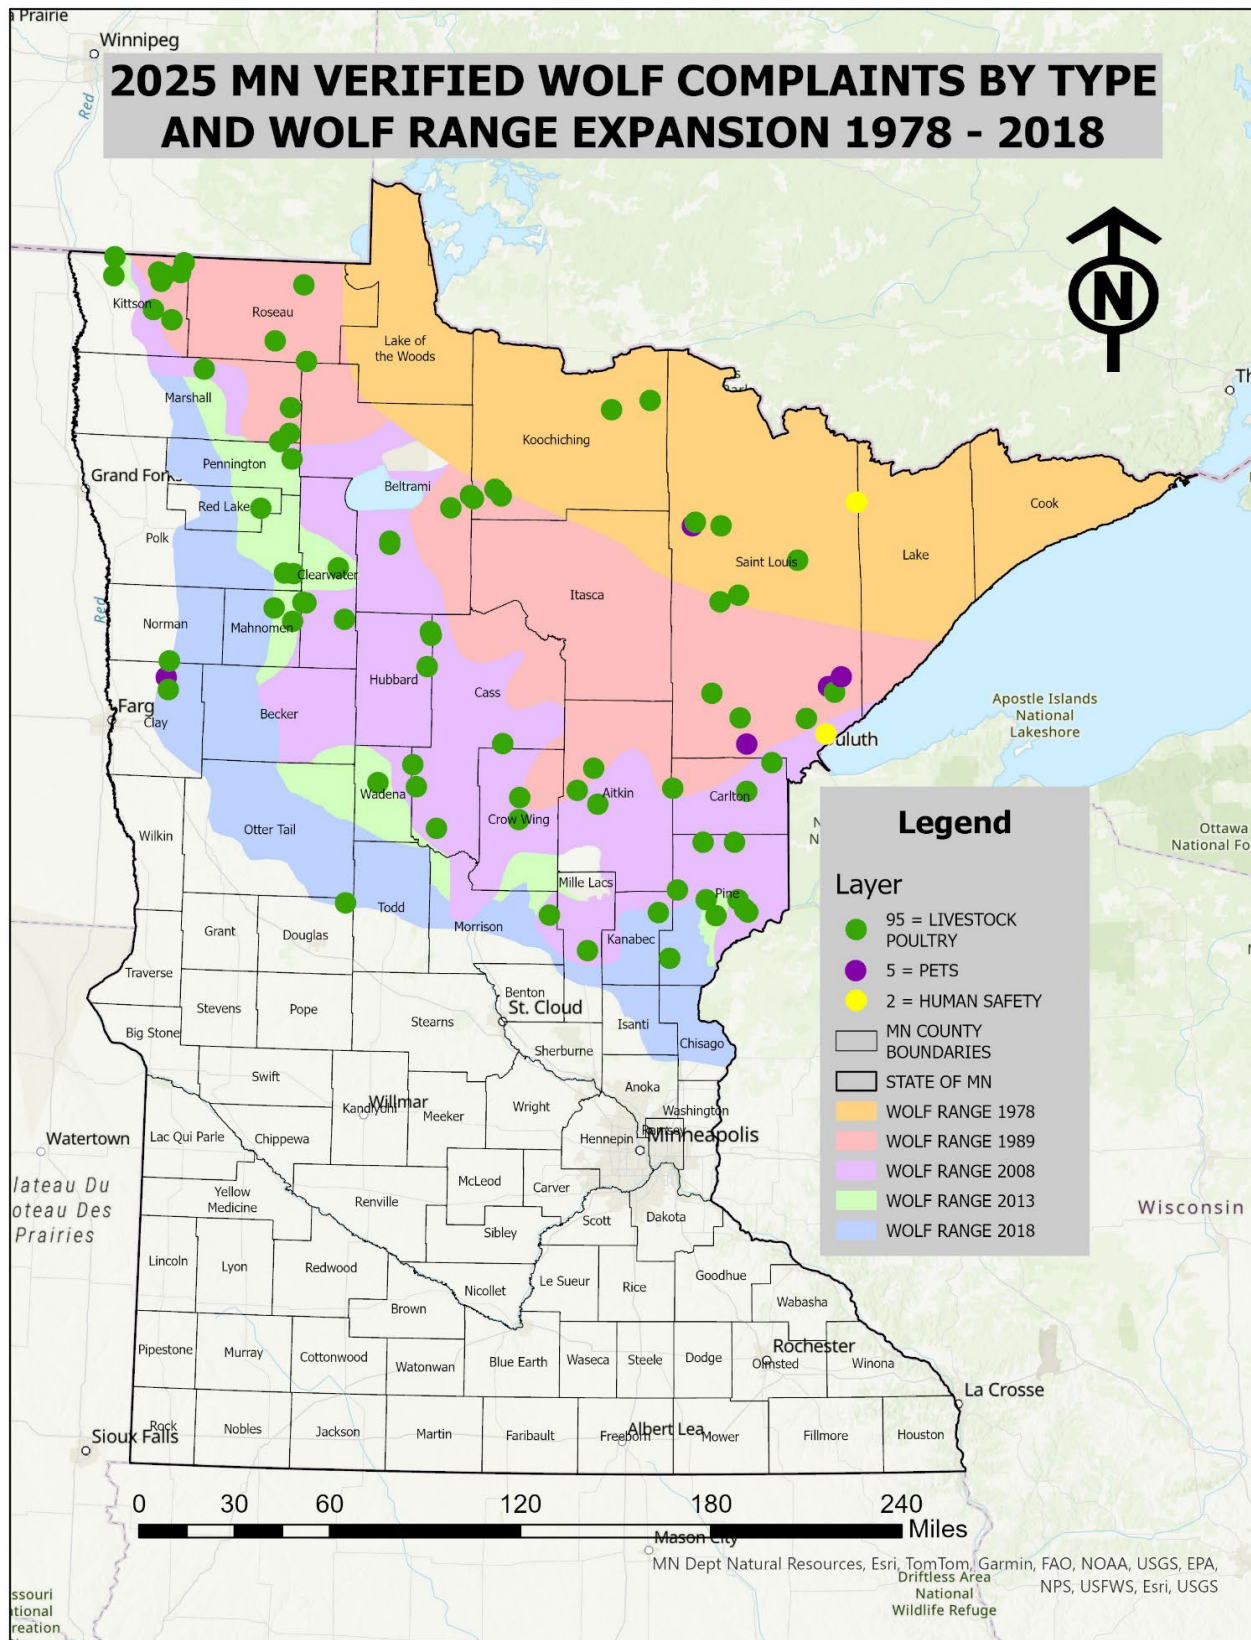 a Prairie
Winnipeg
2025 MN VERIFIED WOLF COMPLAINTS BY TYPE
AND WOLF RANGE EXPANSION 1978 - 2018
Red
N
Kittson
Roseau
Lake of
the Woods
Marshall
Koochiching
Pennington
Grand Forks
Beltrami
Red Lake
Cook
Polk
Saint Louis
Lake
Clearwater
Itasca
Red
Norman
Mahnomen
Hubbard
Cass
Apostle Islands
National
Lakeshore
Farg
Clay
Becker
uluth
Wadena
Aitkin
Carlton
Crow Wing
Otter Tail
Wilkin
Ottawa
National Fo
Mille Lacs
Pine
Todd
Morrison
Kanabec
Grant
Douglas
Traverse
Stevens
Pope
Benton
St. Cloud
Stearns
Isanti
Big Stone
Sherburne
Chisago
Swift
Anoka
Kandiyohi
Willmar
Meeker
Wright
Washington
Ramsey
Lac Qui Parle
Chippewa
Hennepin
Minneapolis
Watertown
McLeod
Carver
Yellow
Medicine
Renville
Scott
Dakota
Sibley
lateau Du
oteau Des
Prairies
Wisconsin
Lincoln
Lyon
Redwood
Nicollet
Le Sueur
Rice
Goodhue
Brown
Wabasha
Pipestone
Murray
Cottonwood
Watonwan
Blue Earth
Waseca
Steele
Dodge
Rochester
Olmsted
Winona
La Crosse
Rock
Sioux Falls
Nobles
Jackson
Martin
Faribault
Freeborn
Albert Lea
Mower
Fillmore
Houston
Legend
Layer
95 = LIVESTOCK
POULTRY
5 = PETS
2 = HUMAN SAFETY
MN COUNTY
BOUNDARIES
STATE OF MN
WOLF RANGE 1978
WOLF RANGE 1989
WOLF RANGE 2008
WOLF RANGE 2013
WOLF RANGE 2018
0 30 60 120 180 240
Miles
Mason City
MN Dept Natural Resources, Esri, TomTom, Garmin, FAO, NOAA, USGS, EPA,
NPS, USFWS, Esri, USGS
Driftless Area
National
Wildlife Refuge
ssouri
ational
reation